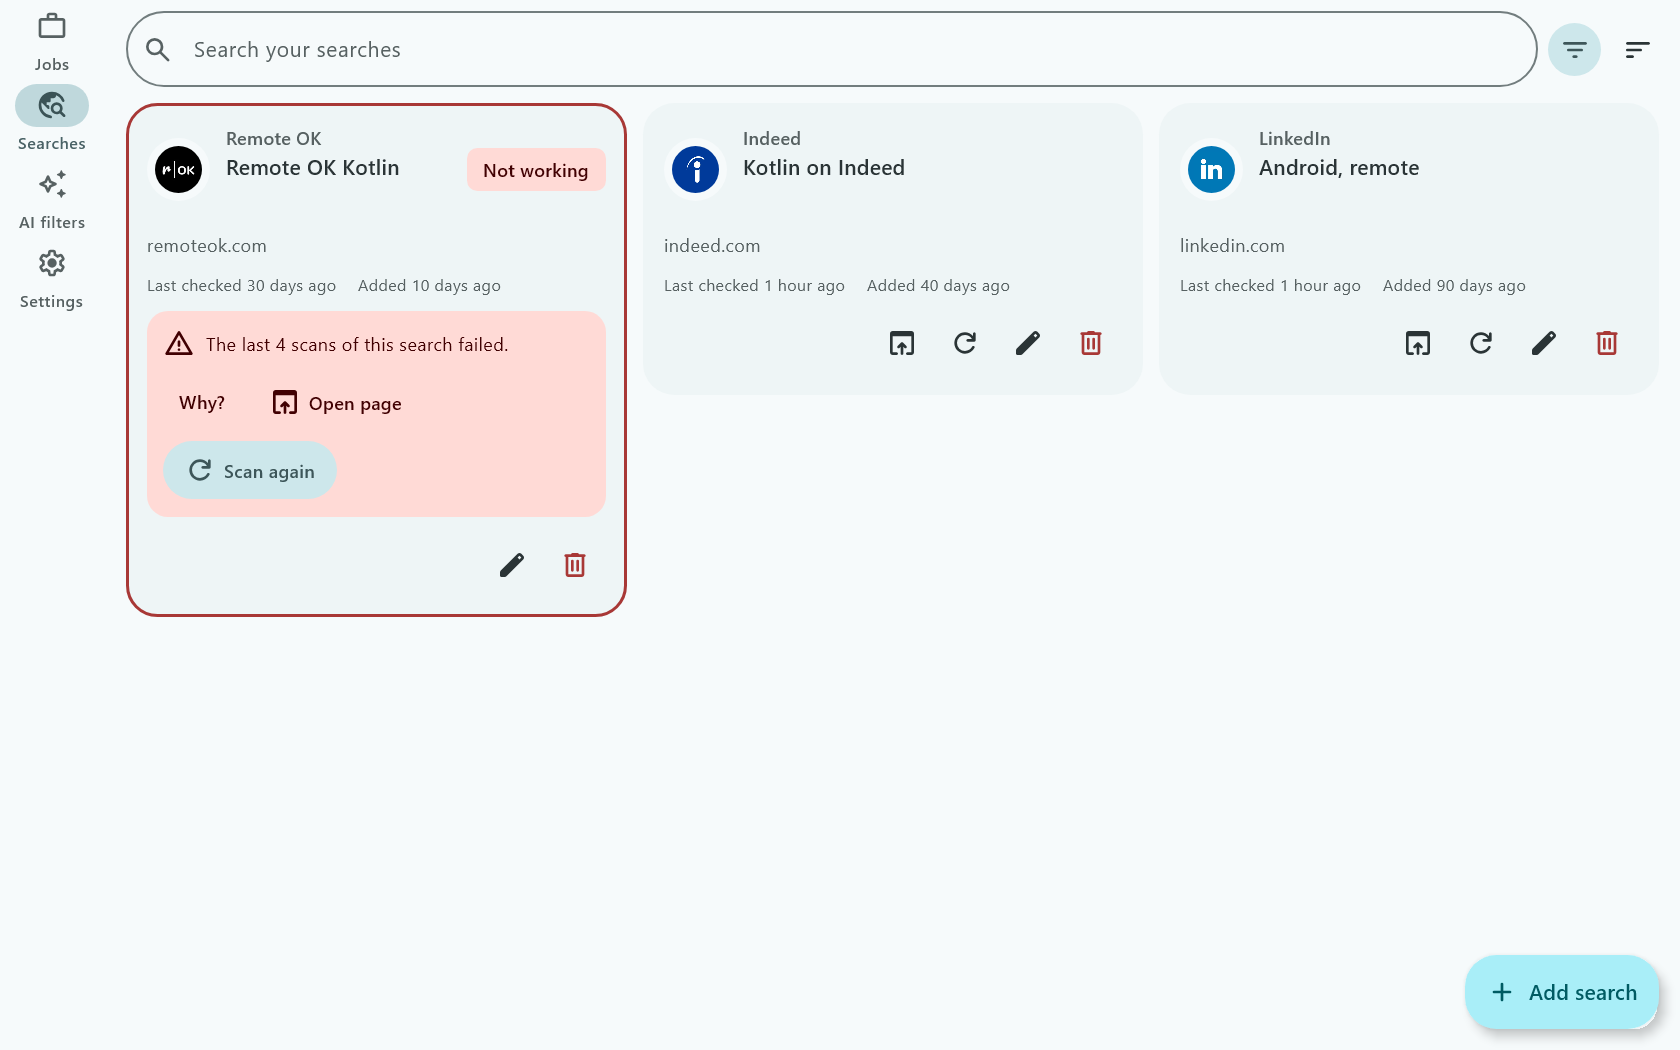 Jobs
Searches
AI filters
Settings
Search your searches
Remote OK
r|OK
Remote OK Kotlin
Not working
remoteok.com
Last checked 30 days ago Added 10 days ago
The last 4 scans of this search failed.
Why? Open page
Scan again
Indeed
Kotlin on Indeed
indeed.com
Last checked 1 hour ago Added 40 days ago
LinkedIn
in
Android, remote
linkedin.com
Last checked 1 hour ago Added 90 days ago
+ Add search